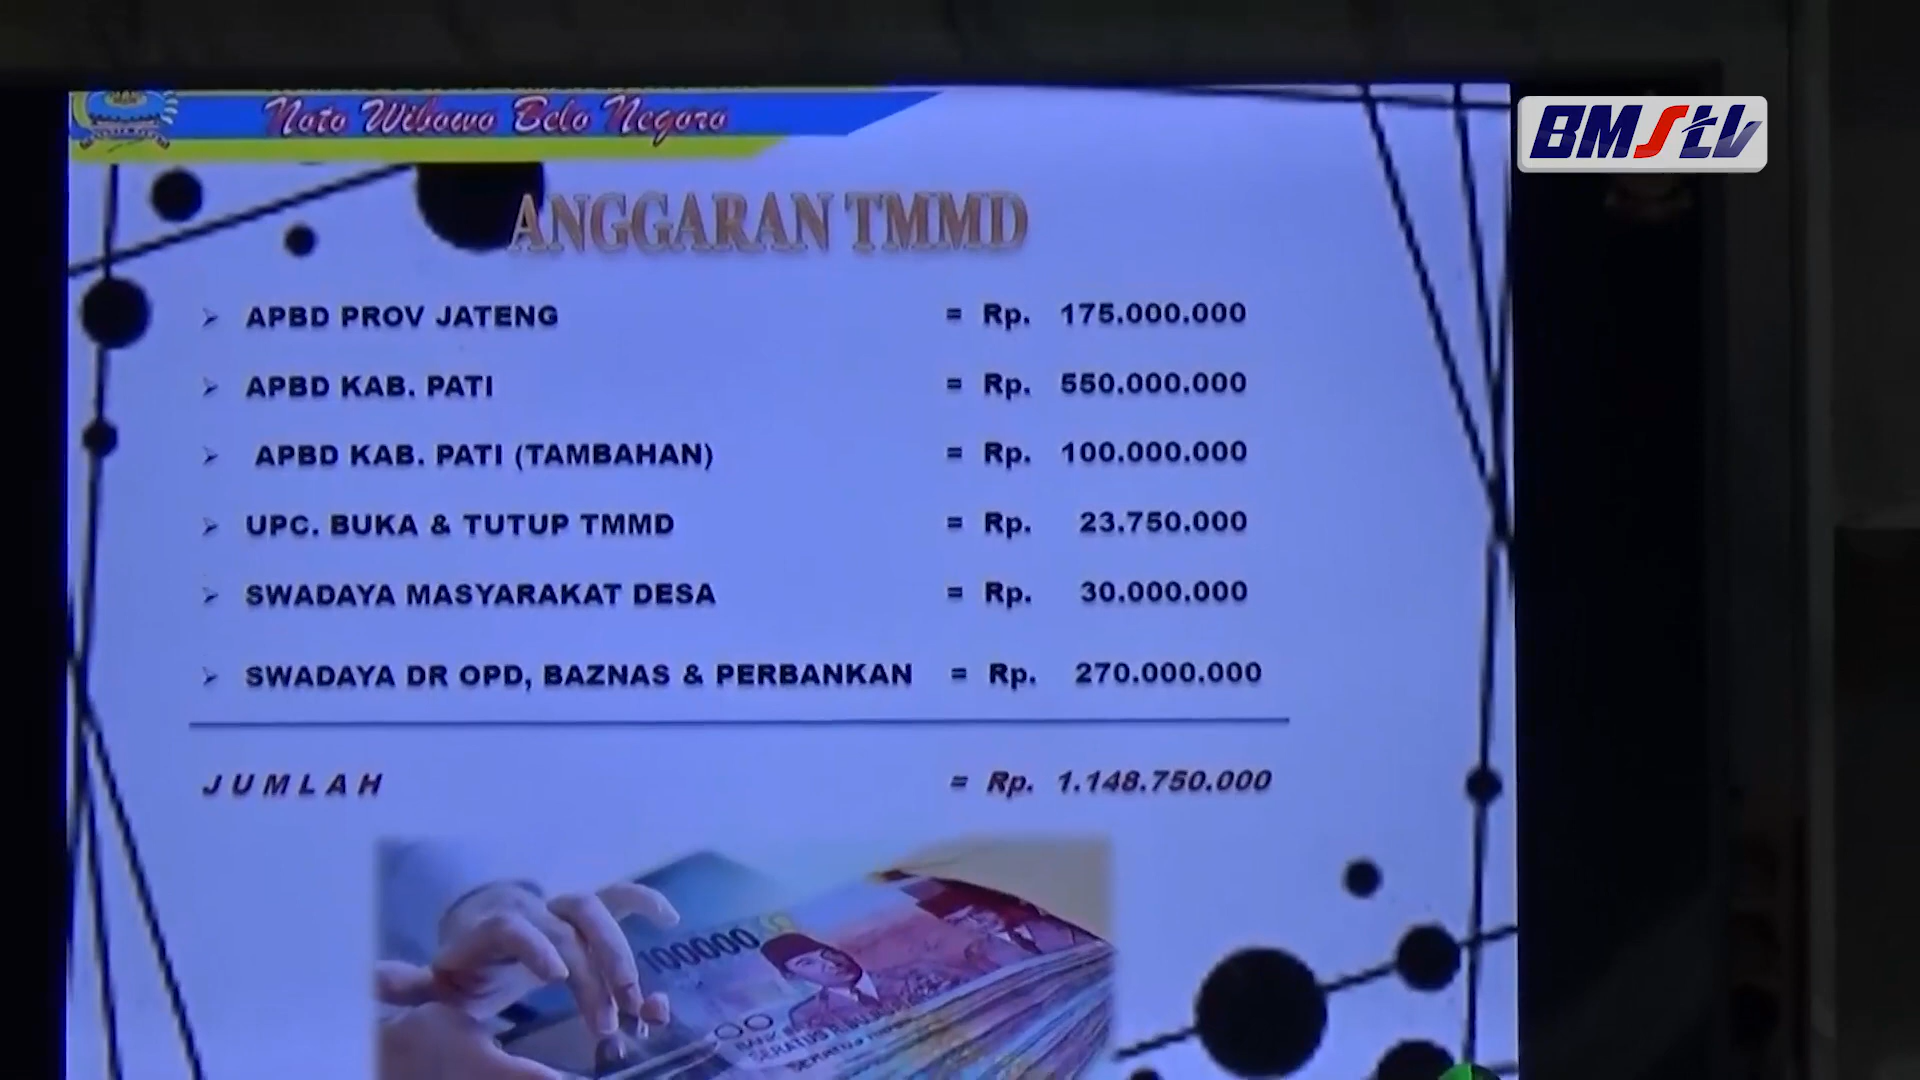 Noto Wibowo Belo Negoro
BMStv
ANGGARAN TMMD
APBD PROV JATENG = Rp. 175.000.000
APBD KAB. PATI = Rp. 550.000.000
APBD KAB. PATI (TAMBAHAN) = Rp. 100.000.000
UPC. BUKA & TUTUP TMMD = Rp. 23.750.000
SWADAYA MASYARAKAT DESA = Rp. 30.000.000
SWADAYA DR OPD, BAZNAS & PERBANKAN = Rp. 270.000.000
JUMLAH = Rp. 1.148.750.000
100000